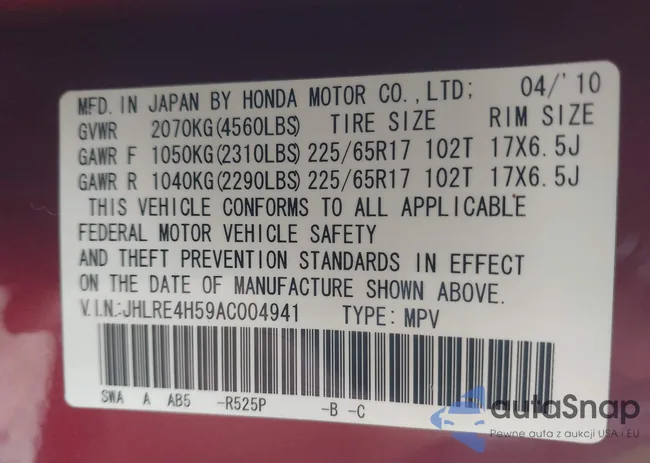 MFD. IN JAPAN BY HONDA MOTOR CO.,LTD; 04/'10
GVWR 2070KG(4560LBS) TIRE SIZE RIM SIZE
GAWR F 1050KG(2310LBS) 225/65R17 102T 17X6.5J
GAWR R 1040KG(2290LBS) 225/65R17 102T 17X6.5J
THIS VEHICLE CONFORMS TO ALL APPLICABLE
FEDERAL MOTOR VEHICLE SAFETY
AND THEFT PREVENTION STANDARDS IN EFFECT
ON THE DATE OF MANUFACTURE SHOWN ABOVE.
V.I.N.:JHLRE4H59AC004941 TYPE: MPV
SWA A AB5 -R525P -B -C
autoSnap
Pewne auta z aukcji USA i EU